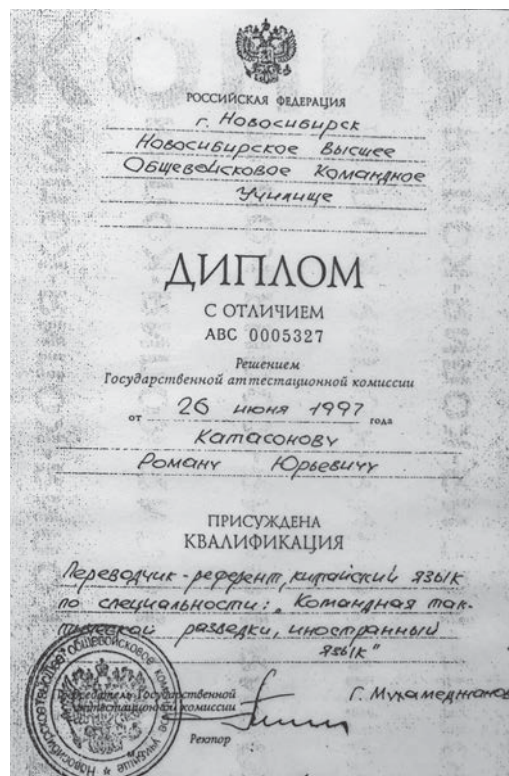 КОПИЯ
РОССИЙСКАЯ ФЕДЕРАЦИЯ
г. Новосибирск
Новосибирское Высшее
Общевойсковое Командное
Училище
ДИПЛОМ
С ОТЛИЧИЕМ
АВС 0005327
Решением
Государственной аттестационной комиссии
от 26 июня 1997 года
Катасонову
Роману Юрьевичу
ПРИСУЖДЕНА
КВАЛИФИКАЦИЯ
Переводчик-референт, китайский язык
по специальности: „Командная так-
тической разведки, иностранный
язык"
Председатель Государственной
аттестационной комиссии
Г. Мухамеджанов
Ректор